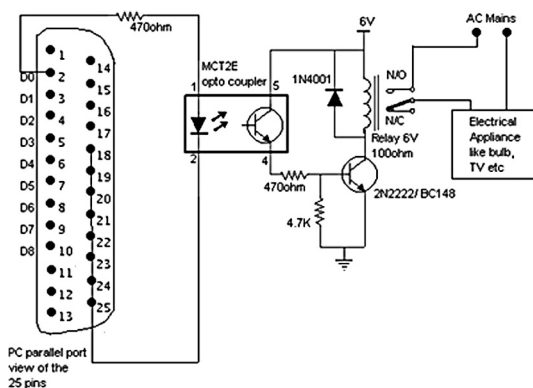 470ohm
6V
AC Mains
1
2
3
4
5
6
7
8
9
10
11
12
13
14
15
16
17
18
19
20
21
22
23
24
25
D0
D1
D2
D3
D4
D5
D6
D7
D8
MCT2E
opto coupler
1
5
2
4
1N4001
N/O
N/C
Relay 6V
100ohm
Electrical
Appliance
like bulb,
TV etc
470ohm
2N2222/ BC148
4.7K
PC parallel port
view of the
25 pins